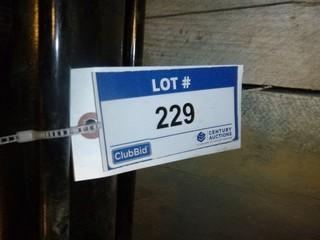 LOT #
229
ClubBid
CENTURY
AUCTIONS